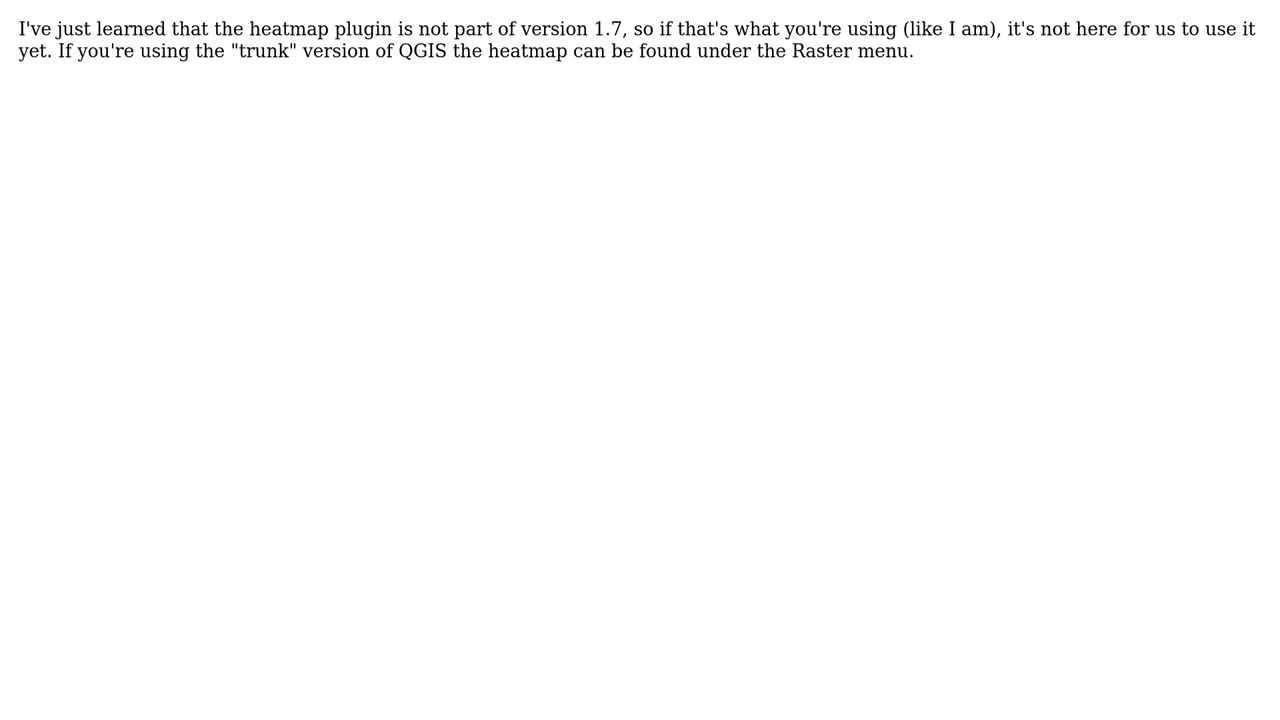 I've just learned that the heatmap plugin is not part of version 1.7, so if that's what you're using (like I am), it's not here for us to use it
yet. If you're using the "trunk" version of QGIS the heatmap can be found under the Raster menu.